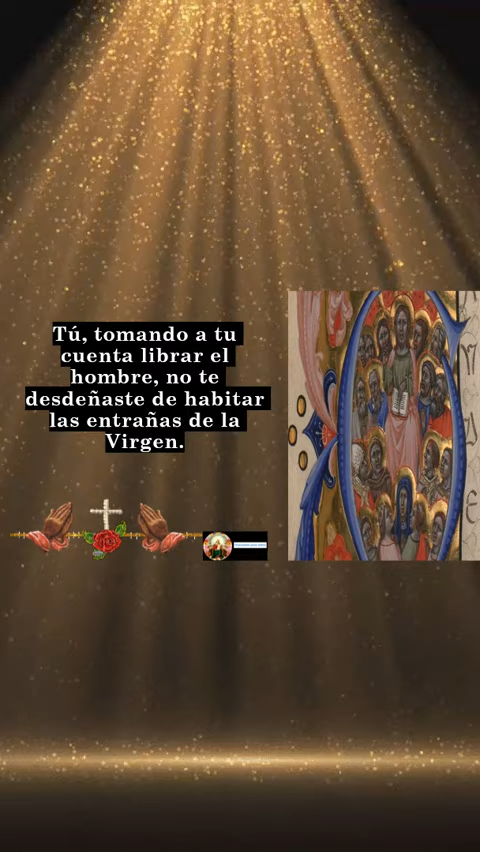 Tú, tomando a tu
cuenta librar el
hombre, no te
desdeñaste de habitar
las entrañas de la
Virgen.